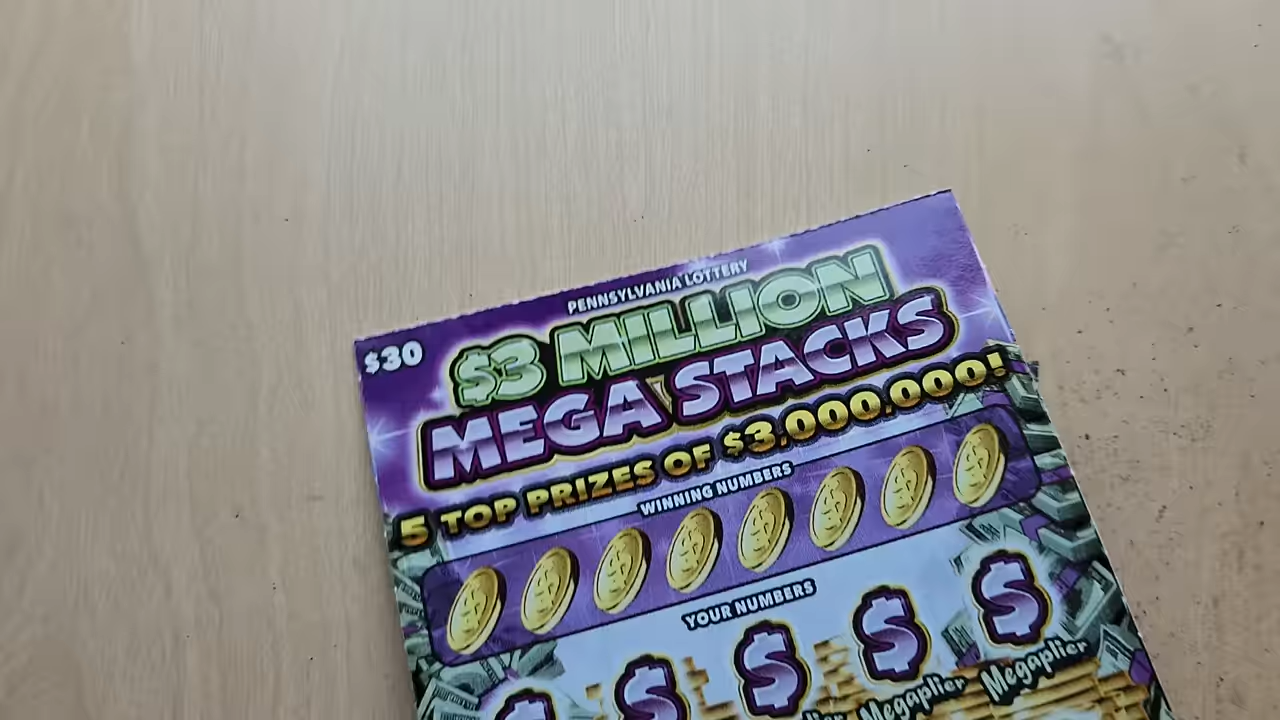 PENNSYLVANIA LOTTERY
$30
$3 MILLION
MEGA STACKS
5 TOP PRIZES OF $3,000,000!
WINNING NUMBERS
YOUR NUMBERS
$ $ $ $ $
Megaplier Megaplier